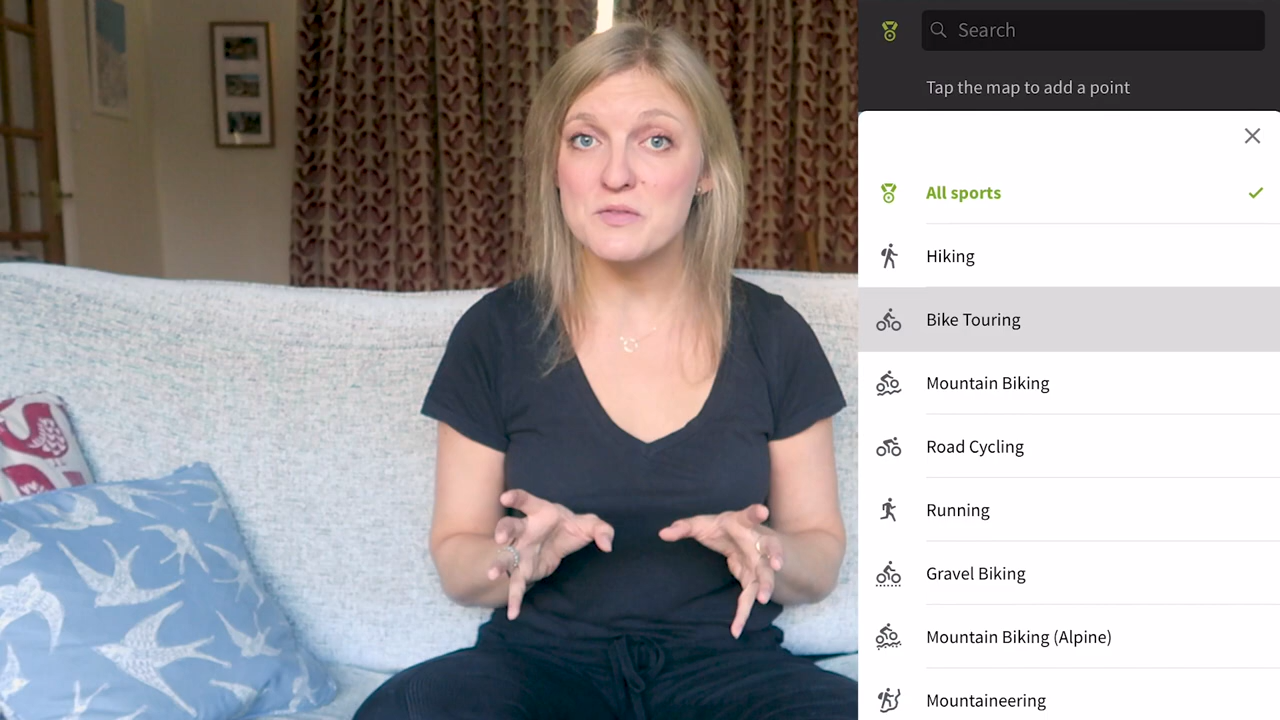 Search
Tap the map to add a point
All sports
Hiking
Bike Touring
Mountain Biking
Road Cycling
Running
Gravel Biking
Mountain Biking (Alpine)
Mountaineering